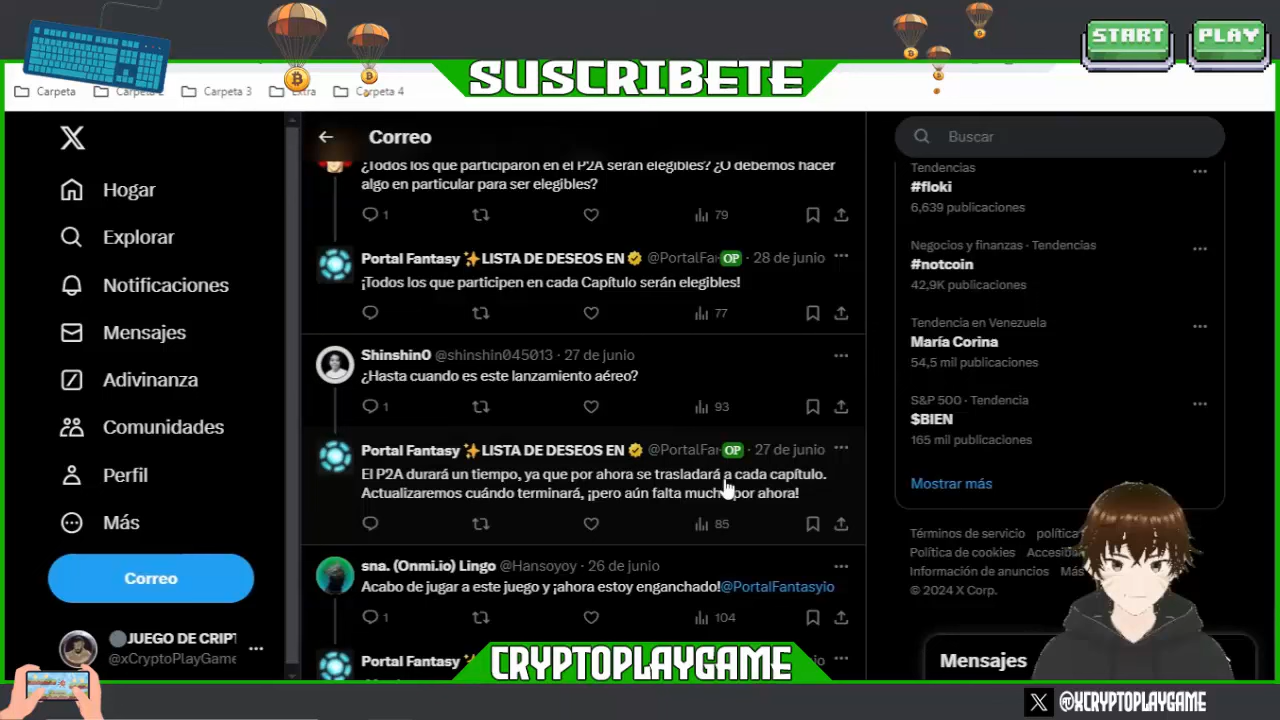 START
PLAY
SUSCRIBETE
Carpeta
Carpeta 2
Carpeta 3
Extra
Carpeta 4
Hogar
Explorar
Notificaciones
Mensajes
Adivinanza
Comunidades
Perfil
Más
Correo
JUEGO DE CRIPT
@xCryptoPlayGame
Correo
¿Todos los que participaron en el P2A serán elegibles? ¿O debemos hacer
algo en particular para ser elegibles?
1
79
Portal Fantasy ✨LISTA DE DESEOS EN @PortalFan OP · 28 de junio
¡Todos los que participen en cada Capítulo serán elegibles!
77
Shinshin0 @shinshin045013 · 27 de junio
¿Hasta cuando es este lanzamiento aéreo?
1
93
Portal Fantasy ✨LISTA DE DESEOS EN @PortalFan OP · 27 de junio
El P2A durará un tiempo, ya que por ahora se trasladará a cada capítulo.
Actualizaremos cuándo terminará, ¡pero aún falta mucho por ahora!
85
sna. (Onmi.io) Lingo @Hansoyoy · 26 de junio
Acabo de jugar a este juego y ¡ahora estoy enganchado!@PortalFantasyio
1
104
Portal Fantasy
Buscar
Tendencias
#floki
6,639 publicaciones
Negocios y finanzas · Tendencias
#notcoin
42,9K publicaciones
Tendencia en Venezuela
María Corina
54,5 mil publicaciones
S&P 500 · Tendencia
$BIEN
165 mil publicaciones
Mostrar más
Términos de servicio política
Política de cookies
Información de anuncios
© 2024 X Corp.
Mensajes
CRYPTOPLAYGAME
@XCRYPTOPLAYGAME